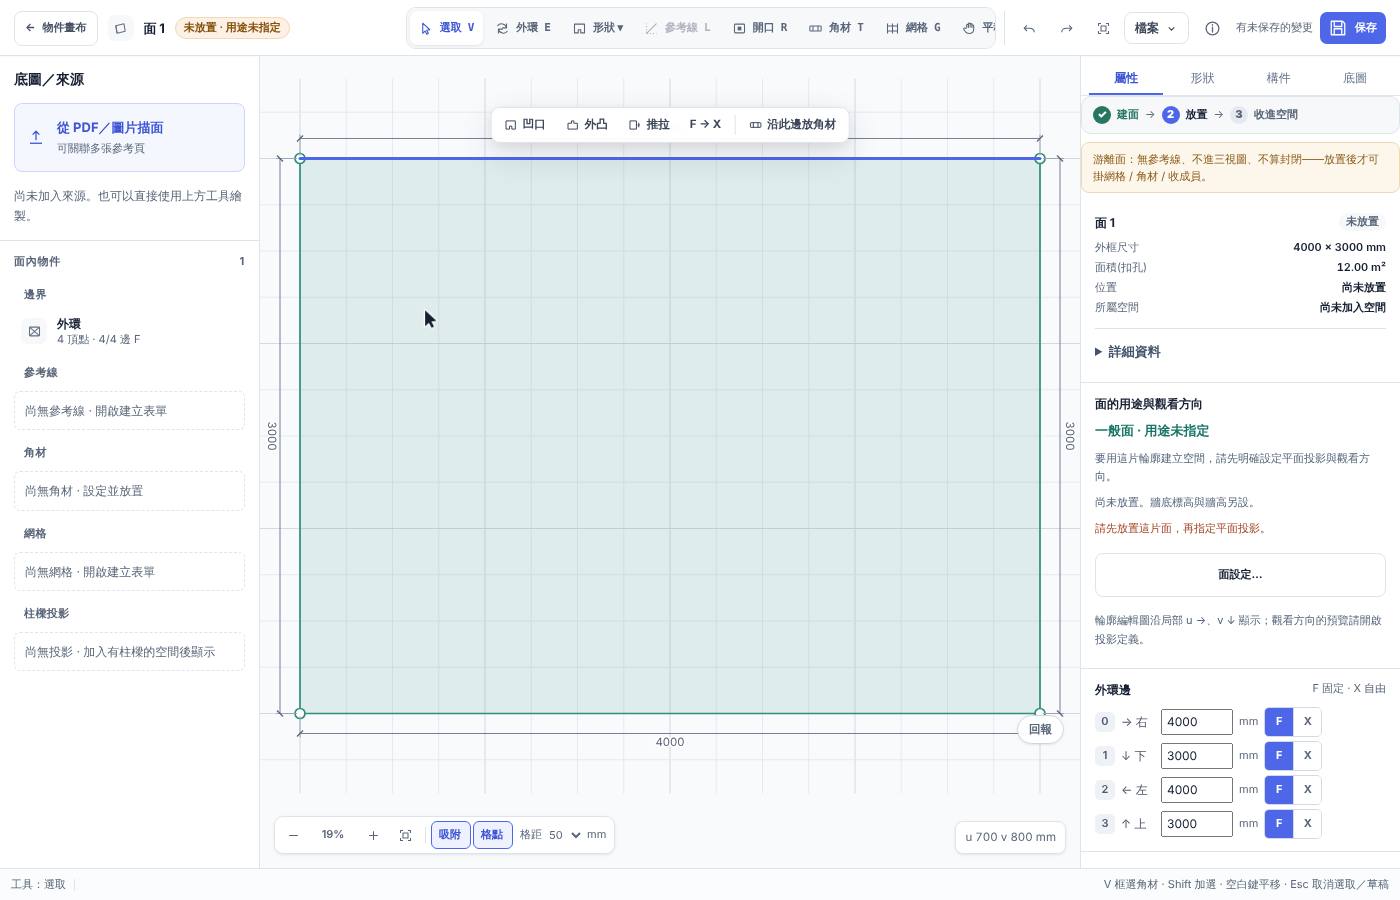 物件畫布
面 1
未放置 · 用途未指定
選取 V
外環 E
形狀 ▾
參考線 L
開口 R
角材 T
網格 G
檔案
有未保存的變更
保存
底圖／來源
從 PDF／圖片描面
可關聯多張參考頁
尚未加入來源。也可以直接使用上方工具繪
製。
面內物件 1
邊界
外環
4 頂點 · 4/4 邊 F
參考線
尚無參考線 · 開啟建立表單
角材
尚無角材 · 設定並放置
網格
尚無網格 · 開啟建立表單
柱樑投影
尚無投影 · 加入有柱樑的空間後顯示
凹口
外凸
推拉
F → X
沿此邊放角材
3000
3000
4000
回報
19%
吸附
格點
格距 50 mm
u 700 v 800 mm
屬性
形狀
構件
底圖
建面 → 2 放置 → 3 收進空間
游離面：無參考線、不進三視圖、不算封閉——放置後才可
掛網格 / 角材 / 收成員。
面 1 未放置
外框尺寸 4000 × 3000 mm
面積(扣孔) 12.00 m²
位置 尚未放置
所屬空間 尚未加入空間
▶ 詳細資料
面的用途與觀看方向
一般面 · 用途未指定
要用這片輪廓建立空間，請先明確設定平面投影與觀看方
向。
尚未放置。牆底標高與牆高另設。
請先放置這片面，再指定平面投影。
面設定...
輪廓編輯圖沿局部 u →、v ↓ 顯示；觀看方向的預覽請開啟
投影定義。
外環邊 F 固定 · X 自由
0 → 右 4000 mm F X
1 ↓ 下 3000 mm F X
2 ← 左 4000 mm F X
3 ↑ 上 3000 mm F X
工具：選取
V 框選角材 · Shift 加選 · 空白鍵平移 · Esc 取消選取／草稿